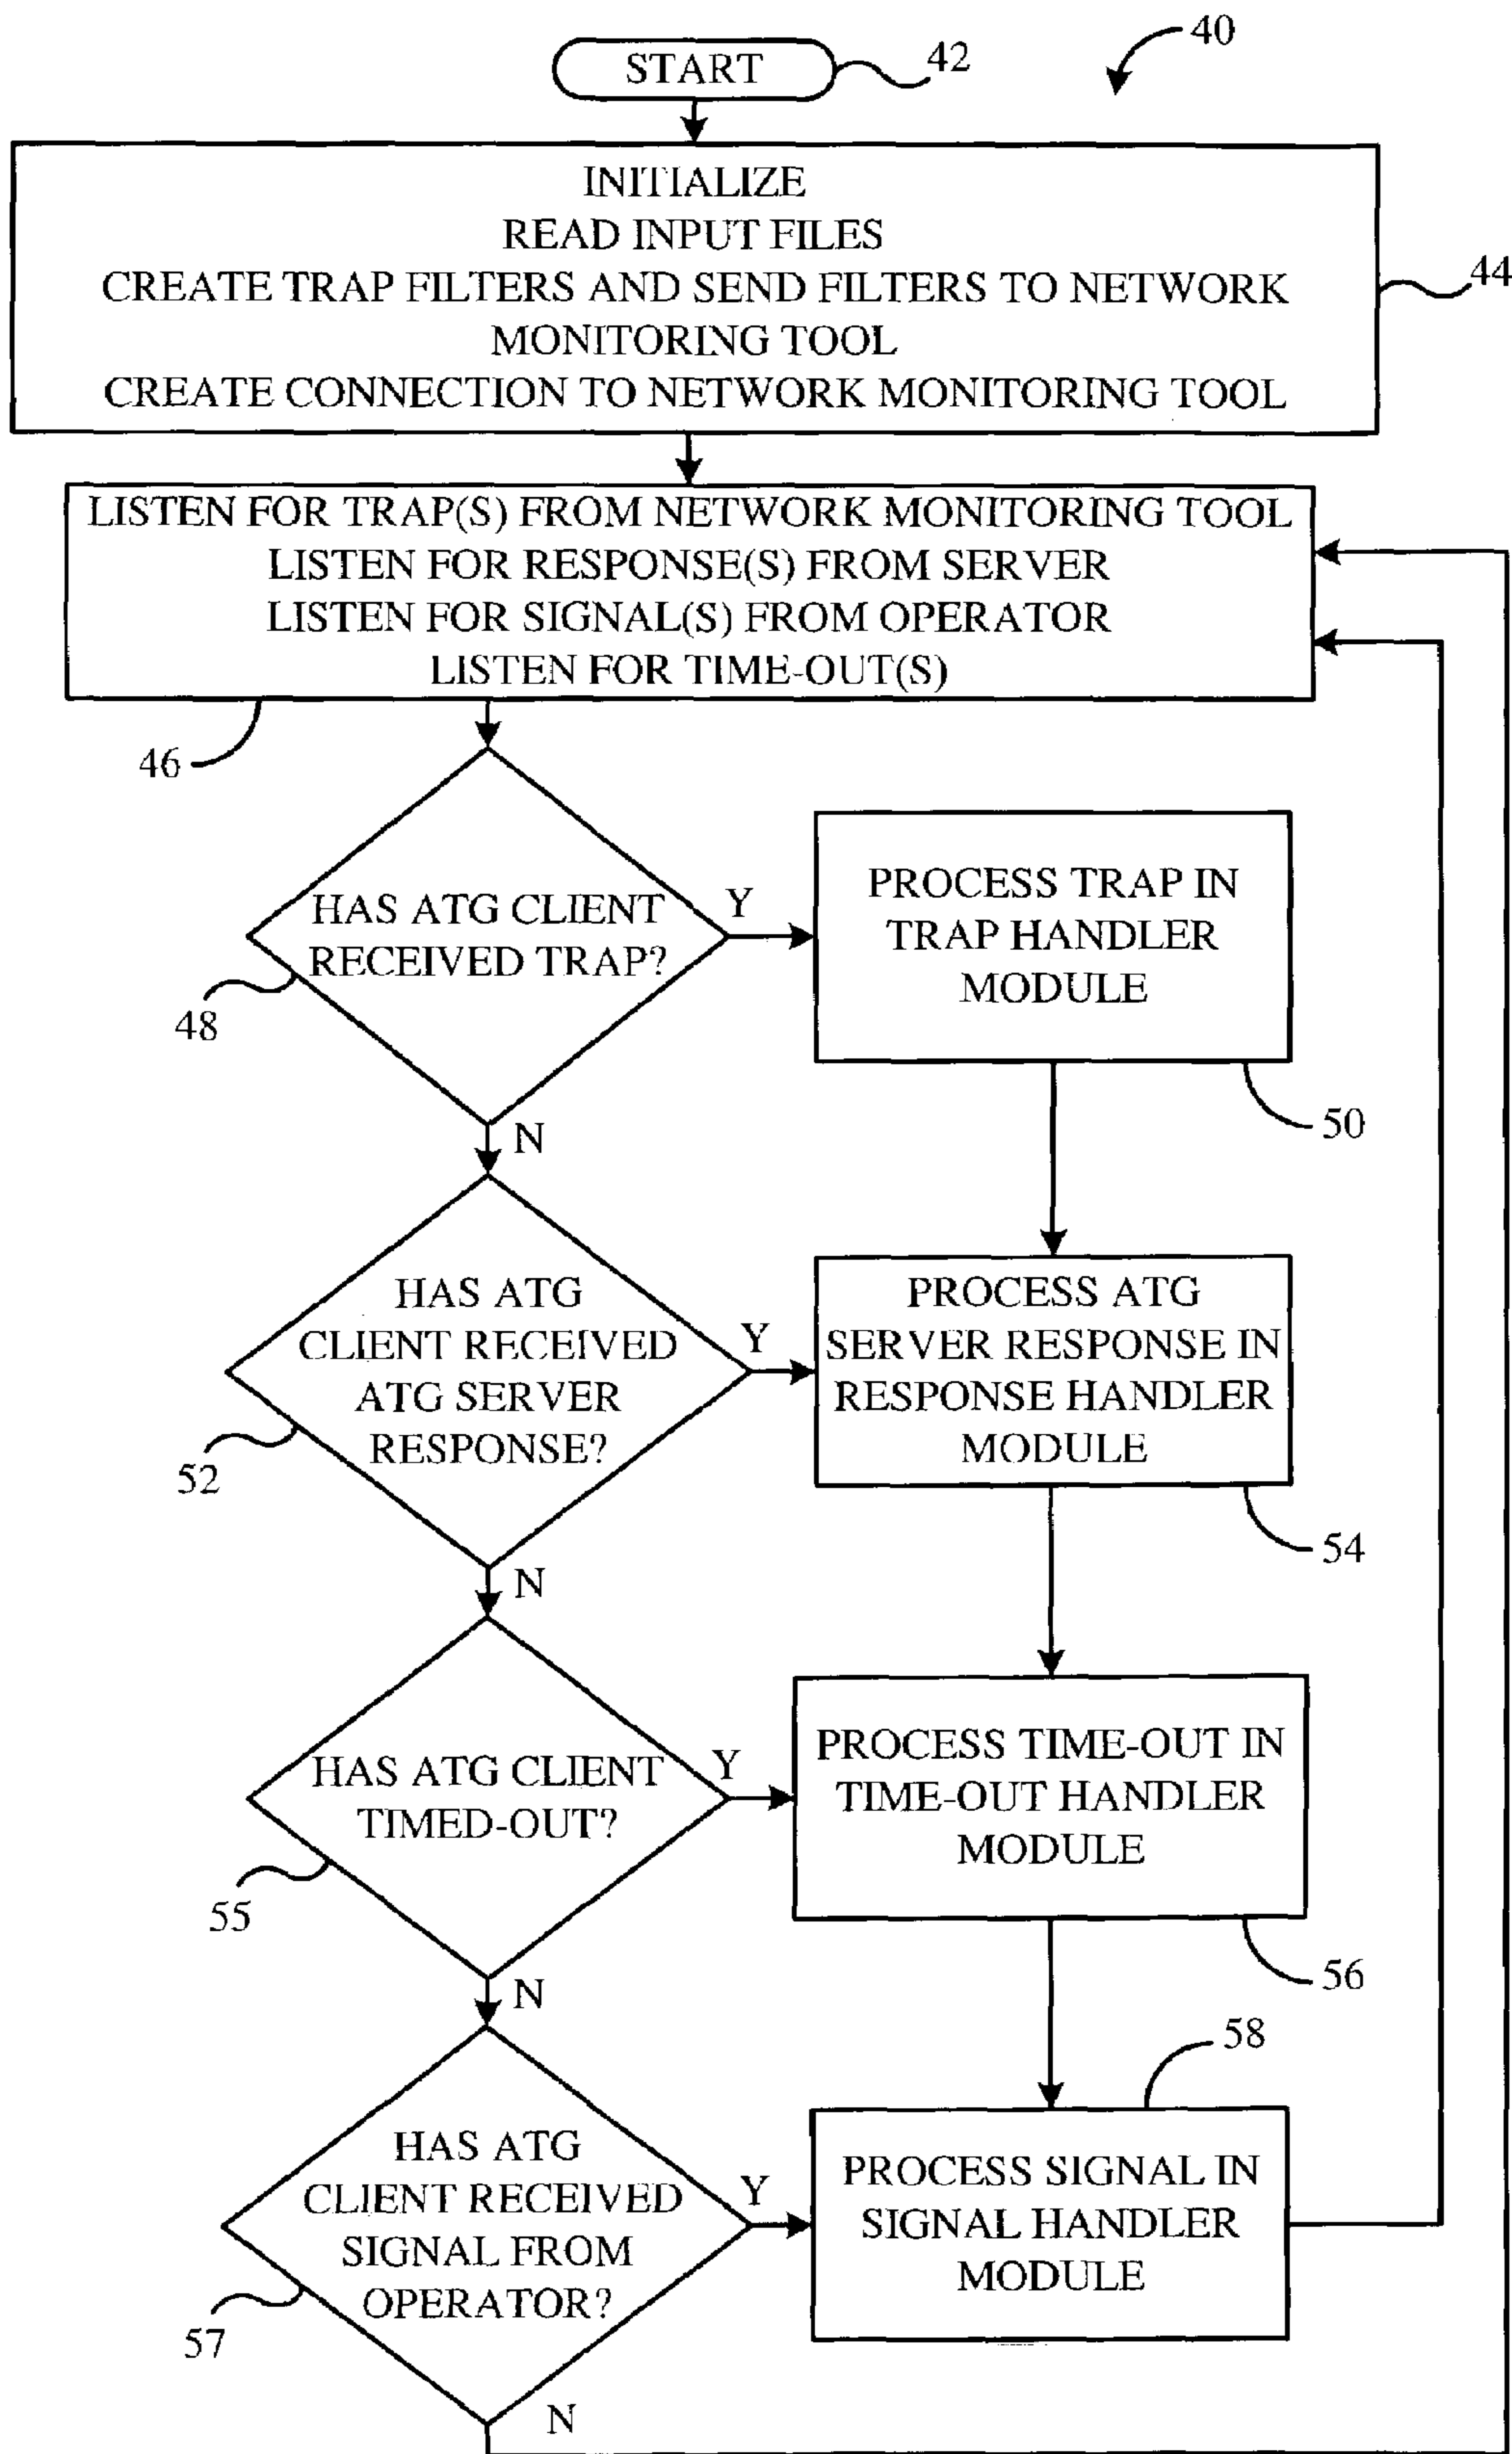 40
START
42
INITIALIZE
READ INPUT FILES
CREATE TRAP FILTERS AND SEND FILTERS TO NETWORK
MONITORING TOOL
CREATE CONNECTION TO NETWORK MONITORING TOOL
44
LISTEN FOR TRAP(S) FROM NETWORK MONITORING TOOL
LISTEN FOR RESPONSE(S) FROM SERVER
LISTEN FOR SIGNAL(S) FROM OPERATOR
LISTEN FOR TIME-OUT(S)
46
HAS ATG CLIENT
RECEIVED TRAP?
Y
48
N
PROCESS TRAP IN
TRAP HANDLER
MODULE
50
HAS ATG
CLIENT RECEIVED
ATG SERVER
RESPONSE?
Y
52
N
PROCESS ATG
SERVER RESPONSE IN
RESPONSE HANDLER
MODULE
54
HAS ATG CLIENT
TIMED-OUT?
Y
55
N
PROCESS TIME-OUT IN
TIME-OUT HANDLER
MODULE
56
HAS ATG
CLIENT RECEIVED
SIGNAL FROM
OPERATOR?
Y
57
N
58
PROCESS SIGNAL IN
SIGNAL HANDLER
MODULE